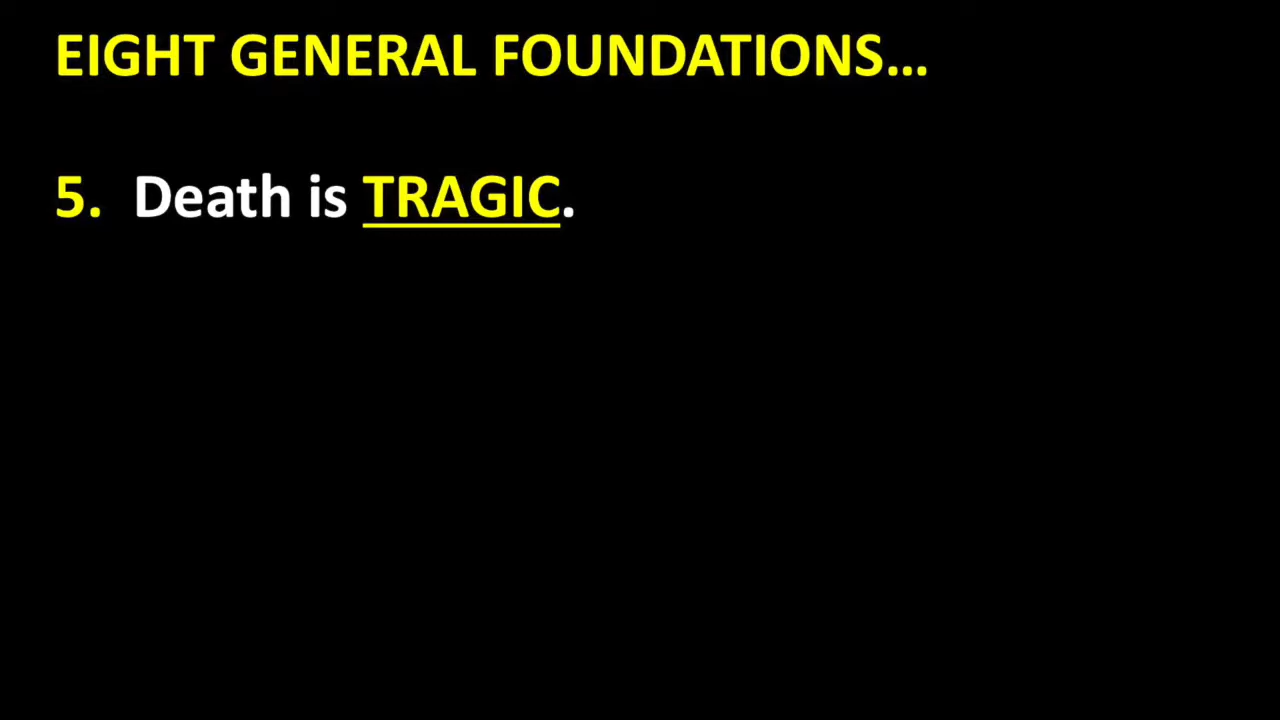 EIGHT GENERAL FOUNDATIONS…
5. Death is TRAGIC.